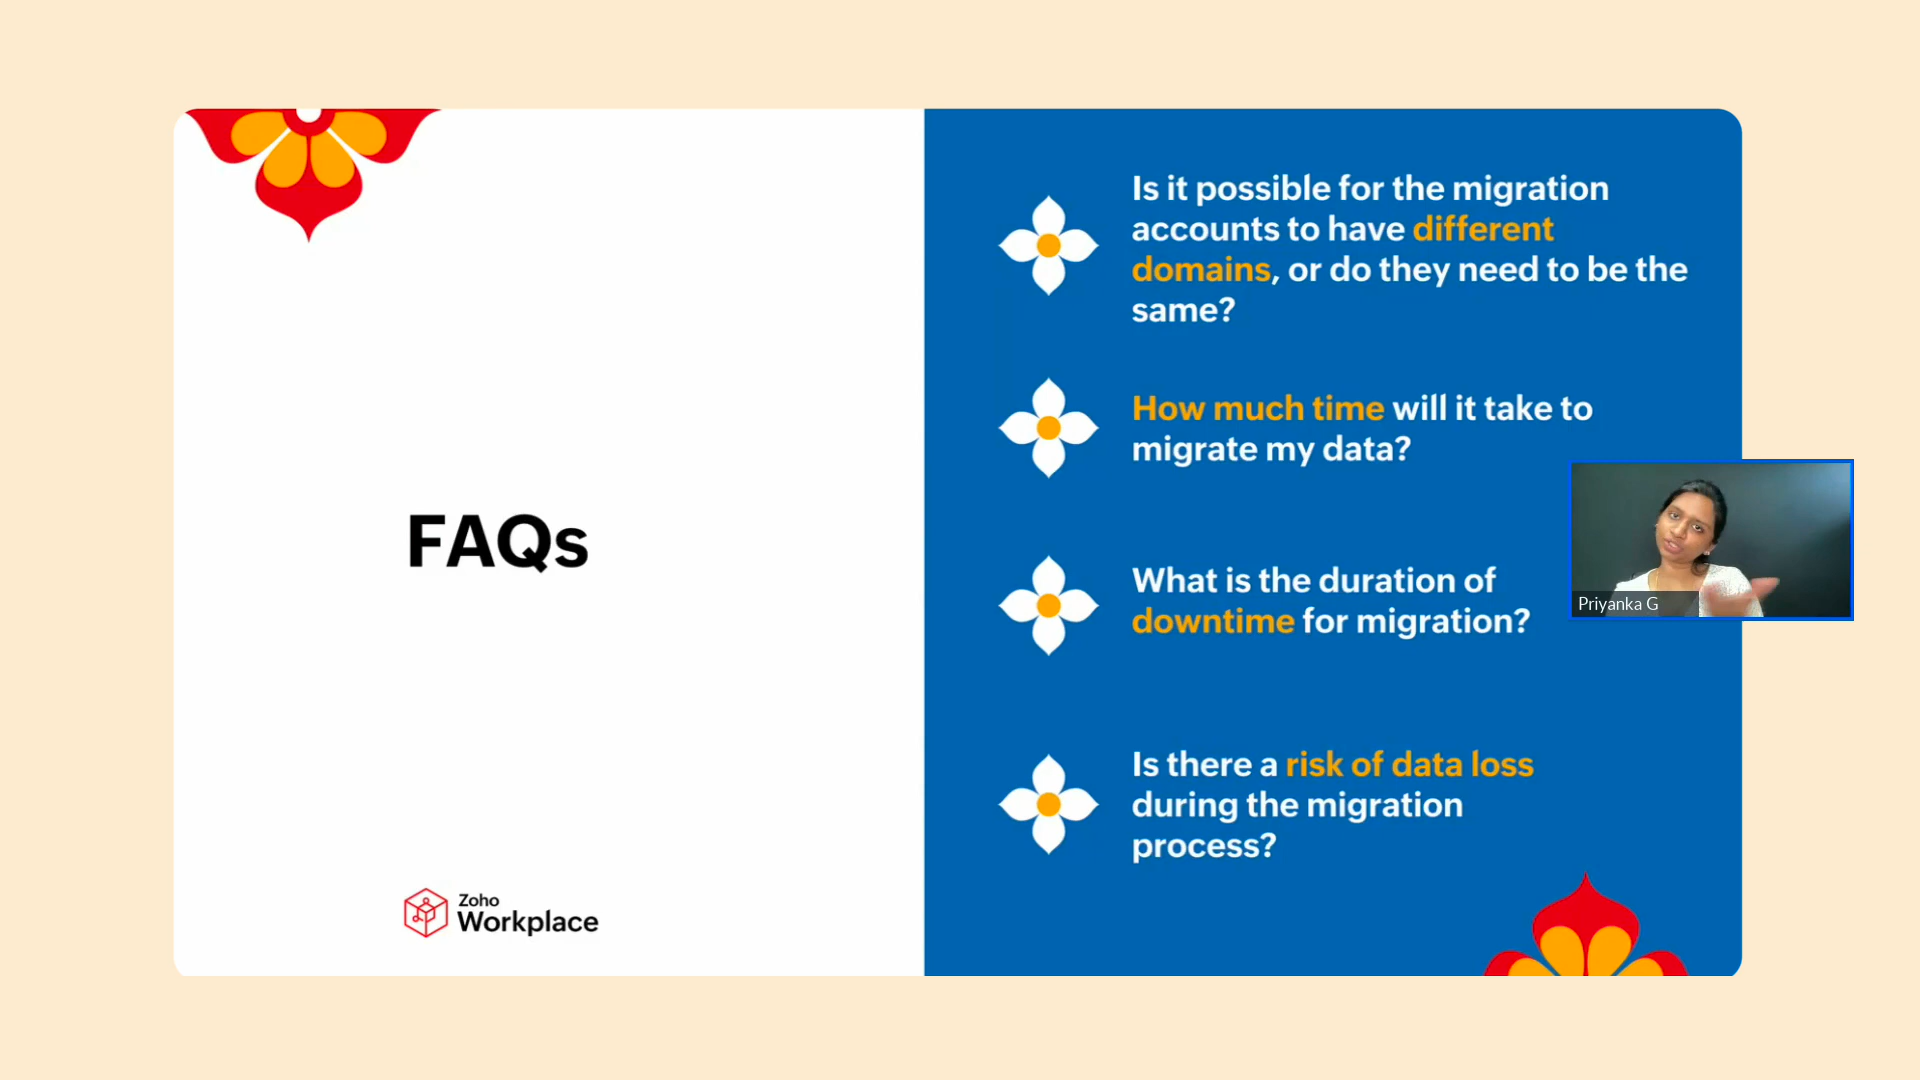 FAQs
Zoho
Workplace
Is it possible for the migration
accounts to have different
domains, or do they need to be the
same?
How much time will it take to
migrate my data?
What is the duration of
downtime for migration?
Is there a risk of data loss
during the migration
process?
Priyanka G